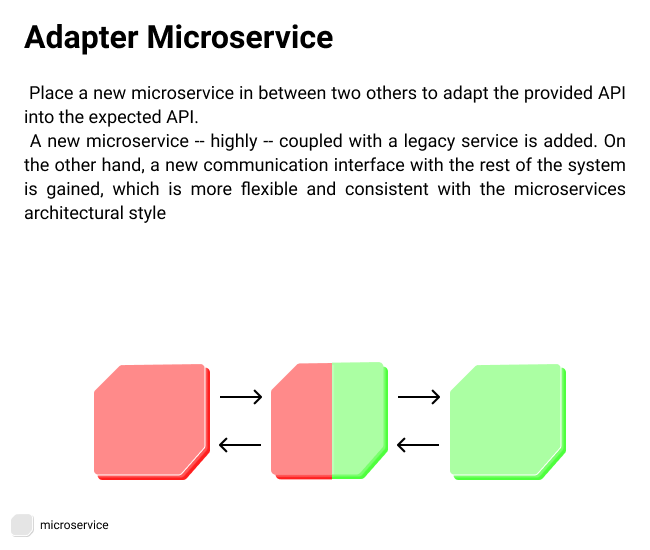 Adapter Microservice
Place a new microservice in between two others to adapt the provided API
into the expected API.
A new microservice -- highly -- coupled with a legacy service is added. On
the other hand, a new communication interface with the rest of the system
is gained, which is more flexible and consistent with the microservices
architectural style
microservice